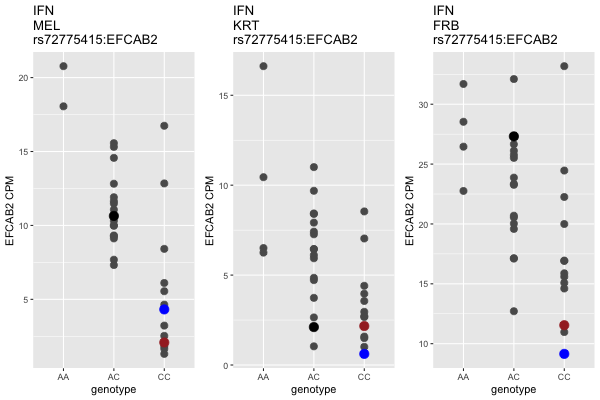 IFN
MEL
rs72775415:EFCAB2
20
15
10
5
EFCAB2 CPM
AA AC CC
genotype
IFN
KRT
rs72775415:EFCAB2
15
10
5
0
EFCAB2 CPM
AA AC CC
genotype
IFN
FRB
rs72775415:EFCAB2
30
25
20
15
10
EFCAB2 CPM
AA AC CC
genotype